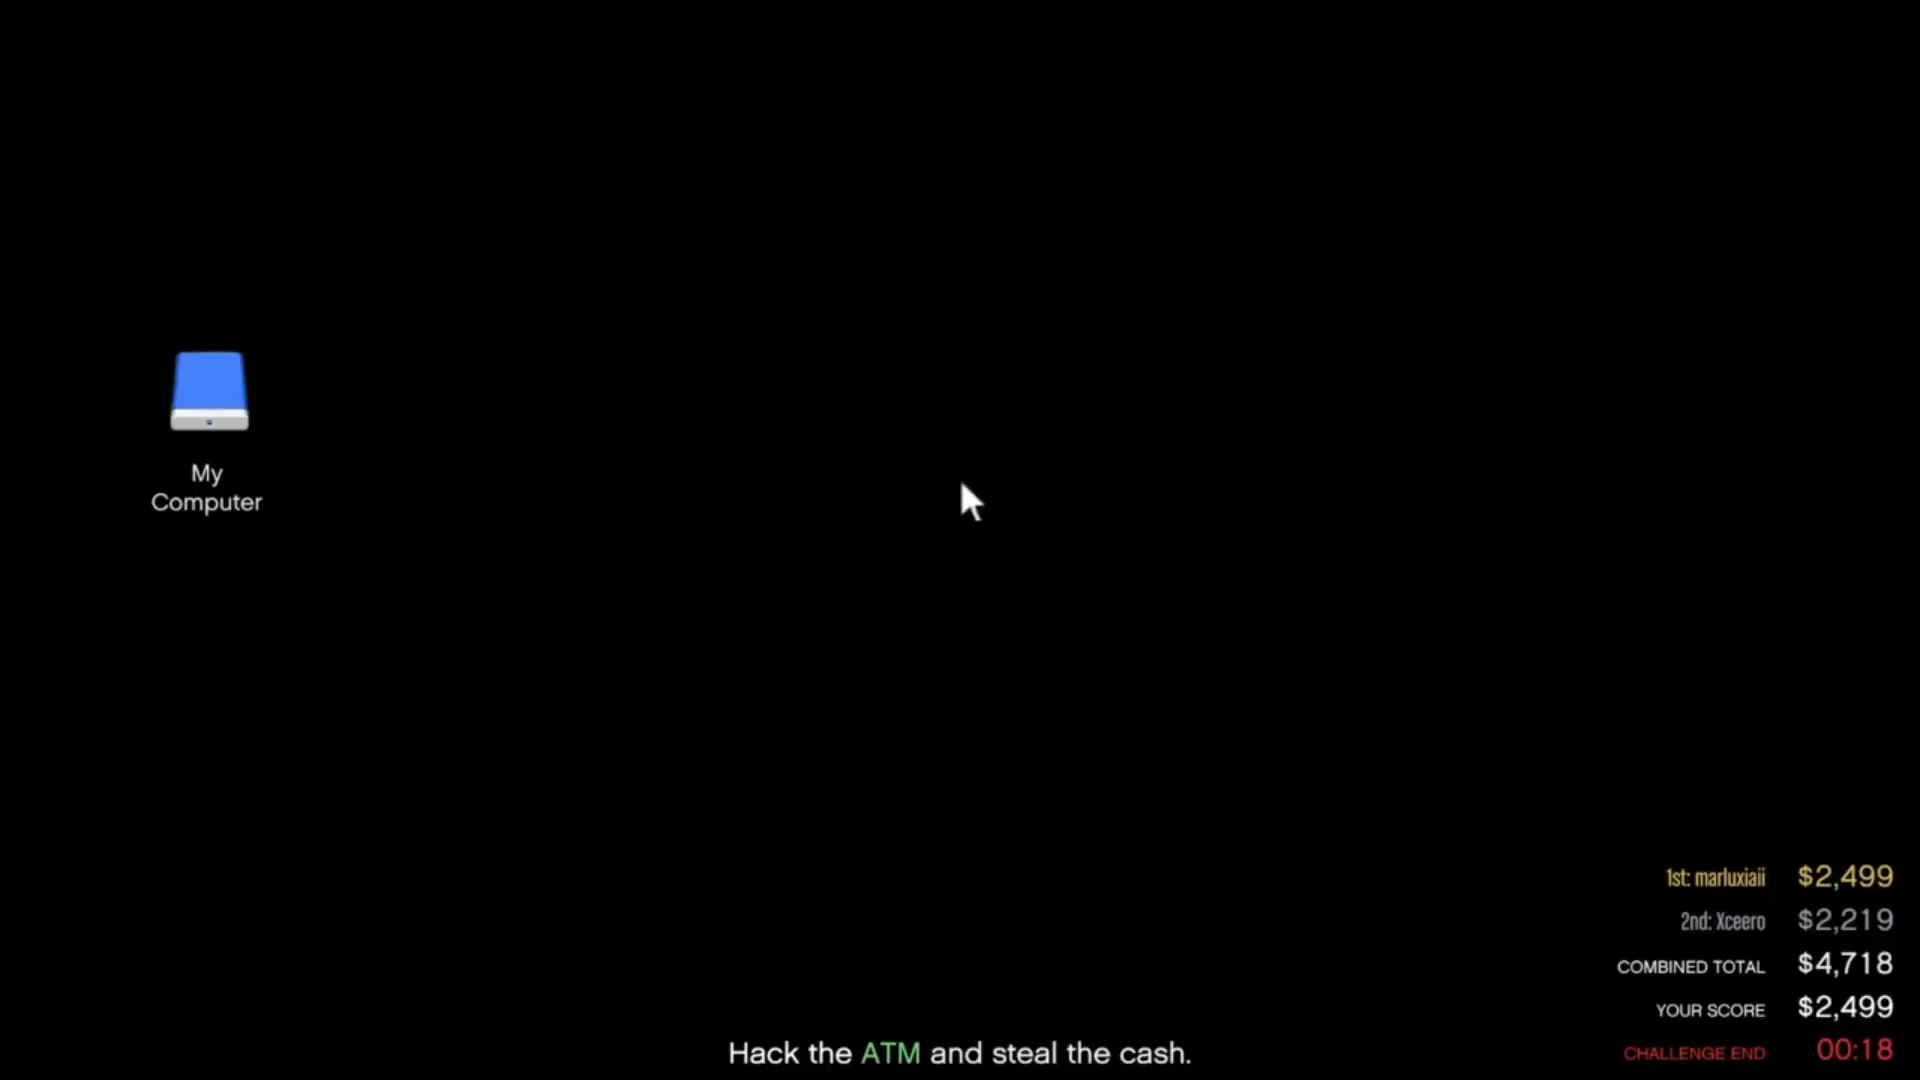 My
Computer
1st: marluxiaii $2,499
2nd: Xceero $2,219
COMBINED TOTAL $4,718
YOUR SCORE $2,499
Hack the ATM and steal the cash.
CHALLENGE END 00:18